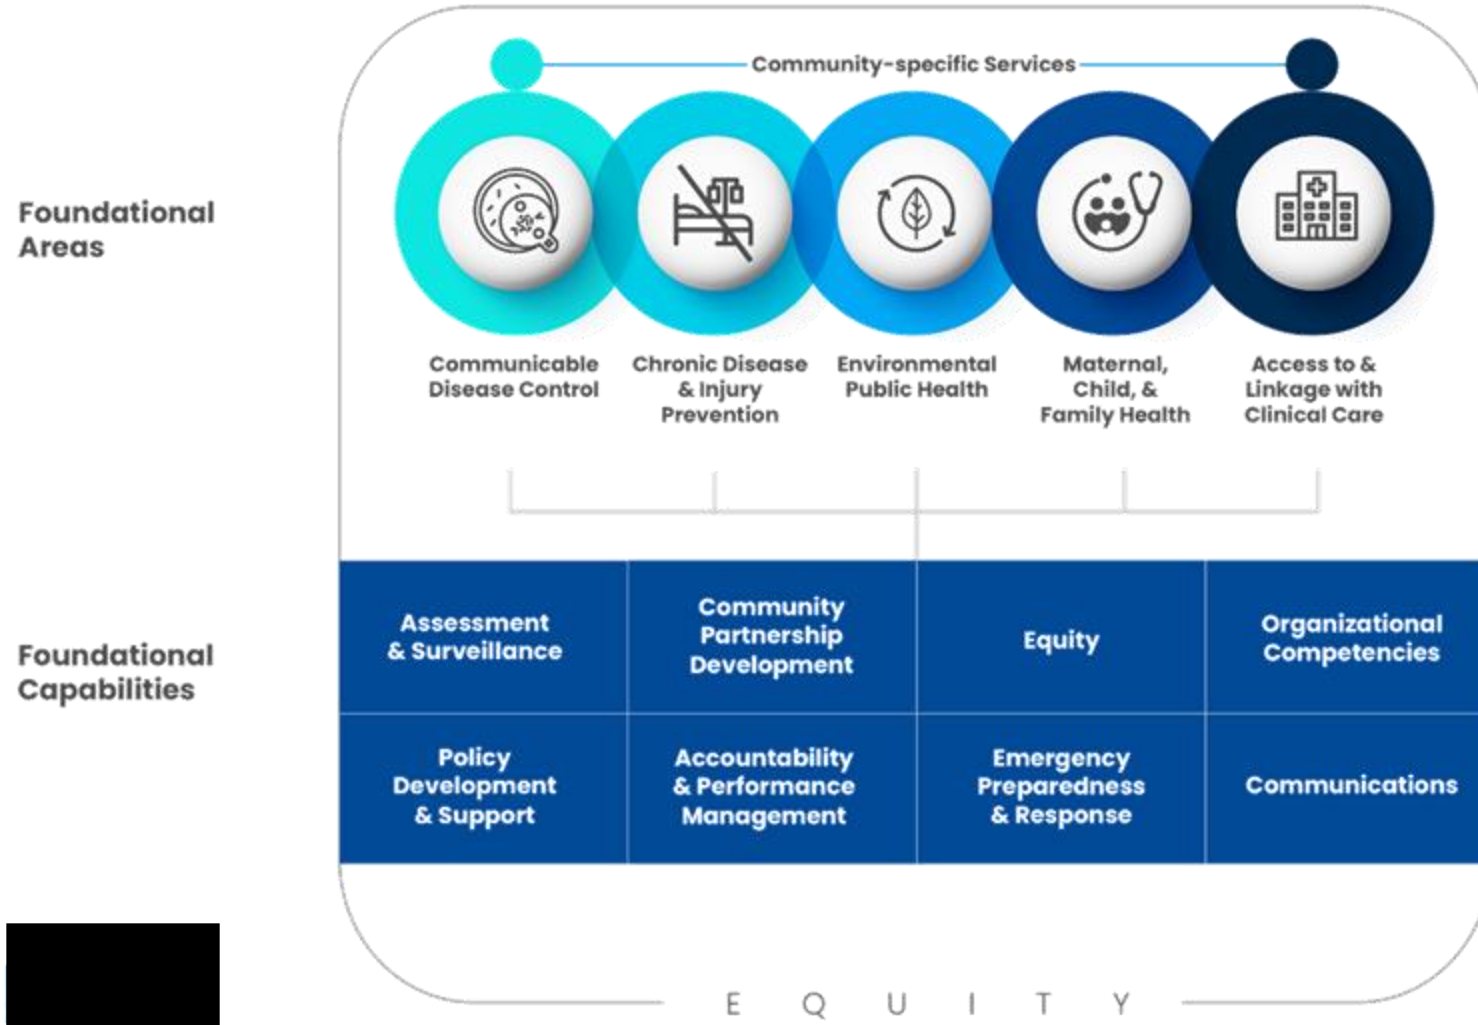 Community-specific Services
Foundational
Areas
Communicable
Disease Control
Chronic Disease
& Injury
Prevention
Environmental
Public Health
Maternal,
Child, &
Family Health
Access to &
Linkage with
Clinical Care
Foundational
Capabilities
Assessment
& Surveillance
Community
Partnership
Development
Equity
Organizational
Competencies
Policy
Development
& Support
Accountability
& Performance
Management
Emergency
Preparedness
& Response
Communications
E Q U I T Y